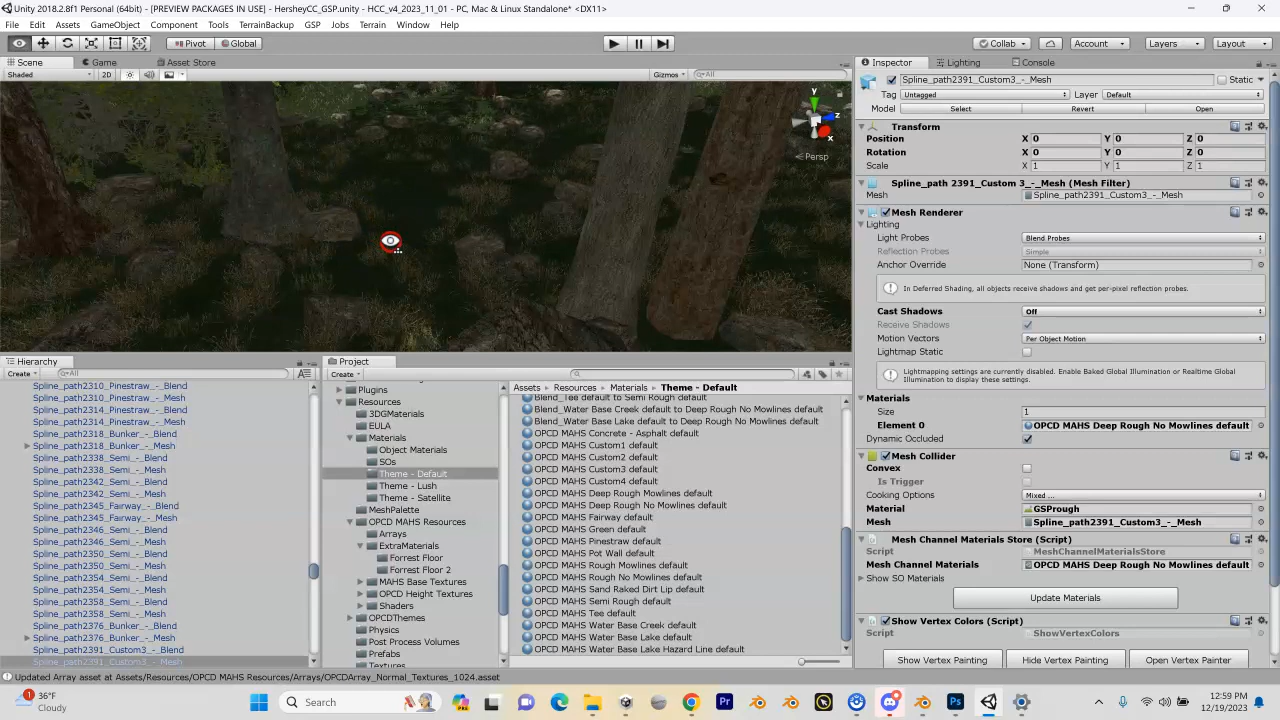 Unity 2018.2.8f1 Personal (64bit) - [PREVIEW PACKAGES IN USE] - HersheyCC_GSP.unity - HCC_v4_2023_11_01 - PC, Mac & Linux Standalone* <DX11>
File Edit Assets GameObject Component Tools TerrainBackup GSP Jobs Terrain Window Help
Pivot Global Collab Account Layers Layout
Scene Game Asset Store
Shaded 2D Gizmos All
y
z
x
Persp
Inspector Lighting Console
Spline_path2391_Custom3_-_Mesh Static
Tag Untagged Layer Default
Model Select Revert Open
Transform
Position X 0 Y 0 Z 0
Rotation X 0 Y 0 Z 0
Scale X 1 Y 1 Z 1
Spline_path 2391_Custom 3_-_Mesh (Mesh Filter)
Mesh Spline_path2391_Custom3_-_Mesh
Mesh Renderer
Lighting
Light Probes Blend Probes
Reflection Probes Simple
Anchor Override None (Transform)
In Deferred Shading, all objects receive shadows and get per-pixel reflection probes.
Cast Shadows Off
Receive Shadows
Motion Vectors Per Object Motion
Lightmap Static
Lightmapping settings are currently disabled. Enable Baked Global Illumination or Realtime Global
Illumination to display these settings.
Materials
Size 1
Element 0 OPCD MAHS Deep Rough No Mowlines default
Dynamic Occluded
Mesh Collider
Convex
Is Trigger
Cooking Options Mixed ...
Material GSPrough
Mesh Spline_path2391_Custom3_-_Mesh
Mesh Channel Materials Store (Script)
Script MeshChannelMaterialsStore
Mesh Channel Materials OPCD MAHS Deep Rough No Mowlines default
Show SO Materials
Update Materials
Show Vertex Colors (Script)
Script ShowVertexColors
Show Vertex Painting Hide Vertex Painting Open Vertex Painter
Hierarchy
Create All
Spline_path2310_Pinestraw_-_Blend
Spline_path2310_Pinestraw_-_Mesh
Spline_path2314_Pinestraw_-_Blend
Spline_path2314_Pinestraw_-_Mesh
Spline_path2318_Bunker_-_Blend
Spline_path2318_Bunker_-_Mesh
Spline_path2338_Semi_-_Blend
Spline_path2338_Semi_-_Mesh
Spline_path2342_Semi_-_Blend
Spline_path2342_Semi_-_Mesh
Spline_path2345_Fairway_-_Blend
Spline_path2345_Fairway_-_Mesh
Spline_path2346_Semi_-_Blend
Spline_path2346_Semi_-_Mesh
Spline_path2350_Semi_-_Blend
Spline_path2350_Semi_-_Mesh
Spline_path2354_Semi_-_Blend
Spline_path2354_Semi_-_Mesh
Spline_path2358_Semi_-_Blend
Spline_path2358_Semi_-_Mesh
Spline_path2376_Bunker_-_Blend
Spline_path2376_Bunker_-_Mesh
Spline_path2391_Custom3_-_Blend
Spline_path2391_Custom3_-_Mesh
Project
Create
Plugins
Resources
3DGMaterials
EULA
Materials
Object Materials
SOs
Theme - Default
Theme - Lush
Theme - Satellite
MeshPalette
OPCD MAHS Resources
Arrays
ExtraMaterials
Forrest Floor
Forrest Floor 2
MAHS Base Textures
OPCD Height Textures
Shaders
OPCDThemes
Physics
Post Process Volumes
Prefabs
Textures
Assets Resources Materials Theme - Default
Blend_Tee default to Semi Rough default
Blend_Water Base Creek default to Deep Rough No Mowlines default
Blend_Water Base Lake default to Deep Rough No Mowlines default
OPCD MAHS Concrete - Asphalt default
OPCD MAHS Custom1 default
OPCD MAHS Custom2 default
OPCD MAHS Custom3 default
OPCD MAHS Custom4 default
OPCD MAHS Deep Rough Mowlines default
OPCD MAHS Deep Rough No Mowlines default
OPCD MAHS Fairway default
OPCD MAHS Green default
OPCD MAHS Pinestraw default
OPCD MAHS Pot Wall default
OPCD MAHS Rough Mowlines default
OPCD MAHS Rough No Mowlines default
OPCD MAHS Sand Raked Dirt Lip default
OPCD MAHS Semi Rough default
OPCD MAHS Tee default
OPCD MAHS Water Base Creek default
OPCD MAHS Water Base Lake default
OPCD MAHS Water Base Lake Hazard Line default
Updated Array asset at Assets/Resources/OPCD MAHS Resources/Arrays/OPCDArray_Normal_Textures_1024.asset
1 36°F
Cloudy
Search
Pr
Ps
12:59 PM
12/19/2023